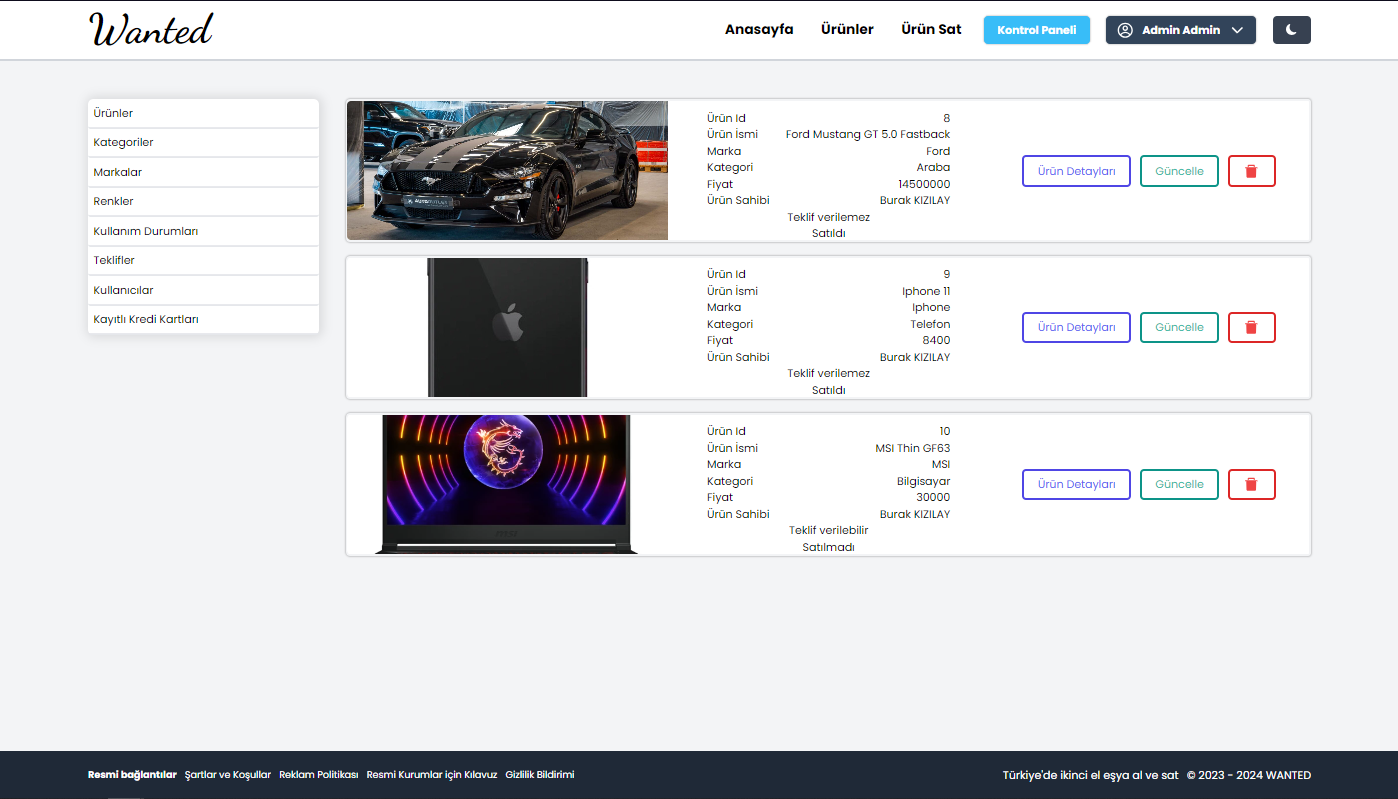 Wanted
Anasayfa
Ürünler
Ürün Sat
Kontrol Paneli
Admin Admin
Ürünler
Kategoriler
Markalar
Renkler
Kullanım Durumları
Teklifler
Kullanıcılar
Kayıtlı Kredi Kartları
Ürün Id 8
Ürün İsmi Ford Mustang GT 5.0 Fastback
Marka Ford
Kategori Araba
Fiyat 14500000
Ürün Sahibi Burak KIZILAY
Teklif verilemez
Satıldı
Ürün Detayları
Güncelle
Ürün Id 9
Ürün İsmi Iphone 11
Marka Iphone
Kategori Telefon
Fiyat 8400
Ürün Sahibi Burak KIZILAY
Teklif verilemez
Satıldı
Ürün Detayları
Güncelle
Ürün Id 10
Ürün İsmi MSI Thin GF63
Marka MSI
Kategori Bilgisayar
Fiyat 30000
Ürün Sahibi Burak KIZILAY
Teklif verilebilir
Satılmadı
Ürün Detayları
Güncelle
Resmi bağlantılar Şartlar ve Koşullar Reklam Politikası Resmi Kurumlar için Kılavuz Gizlilik Bildirimi
Türkiye'de ikinci el eşya al ve sat © 2023 - 2024 WANTED